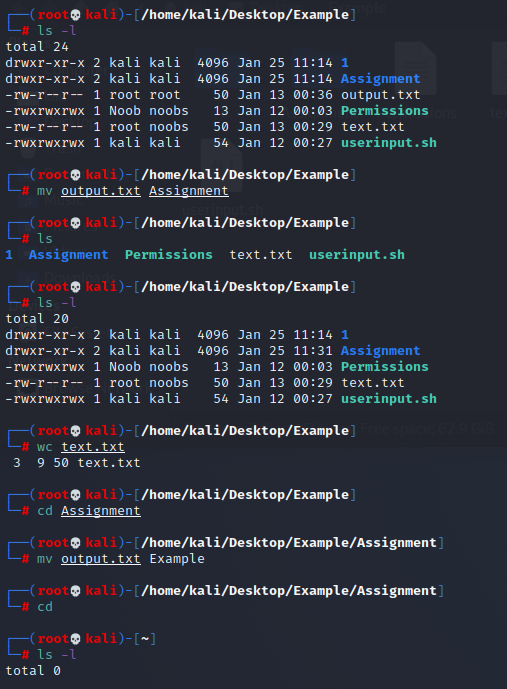 ┌──(root💀kali)-[/home/kali/Desktop/Example]
└─# ls -l
total 24
drwxr-xr-x 2 kali kali  4096 Jan 25 11:14 1
drwxr-xr-x 2 kali kali  4096 Jan 25 11:14 Assignment
-rw-r--r-- 1 root root    50 Jan 13 00:36 output.txt
-rwxrwxrwx 1 Noob noobs   13 Jan 12 00:03 Permissions
-rw-r--r-- 1 root noobs   50 Jan 13 00:29 text.txt
-rwxrwxrwx 1 kali kali    54 Jan 12 00:27 userinput.sh
┌──(root💀kali)-[/home/kali/Desktop/Example]
└─# mv output.txt Assignment
┌──(root💀kali)-[/home/kali/Desktop/Example]
└─# ls
1  Assignment  Permissions  text.txt  userinput.sh
┌──(root💀kali)-[/home/kali/Desktop/Example]
└─# ls -l
total 20
drwxr-xr-x 2 kali kali  4096 Jan 25 11:14 1
drwxr-xr-x 2 kali kali  4096 Jan 25 11:31 Assignment
-rwxrwxrwx 1 Noob noobs   13 Jan 12 00:03 Permissions
-rw-r--r-- 1 root noobs   50 Jan 13 00:29 text.txt
-rwxrwxrwx 1 kali kali    54 Jan 12 00:27 userinput.sh
┌──(root💀kali)-[/home/kali/Desktop/Example]
└─# wc text.txt
 3  9 50 text.txt
┌──(root💀kali)-[/home/kali/Desktop/Example]
└─# cd Assignment
┌──(root💀kali)-[/home/kali/Desktop/Example/Assignment]
└─# mv output.txt Example
┌──(root💀kali)-[/home/kali/Desktop/Example/Assignment]
└─# cd
┌──(root💀kali)-[~]
└─# ls -l
total 0